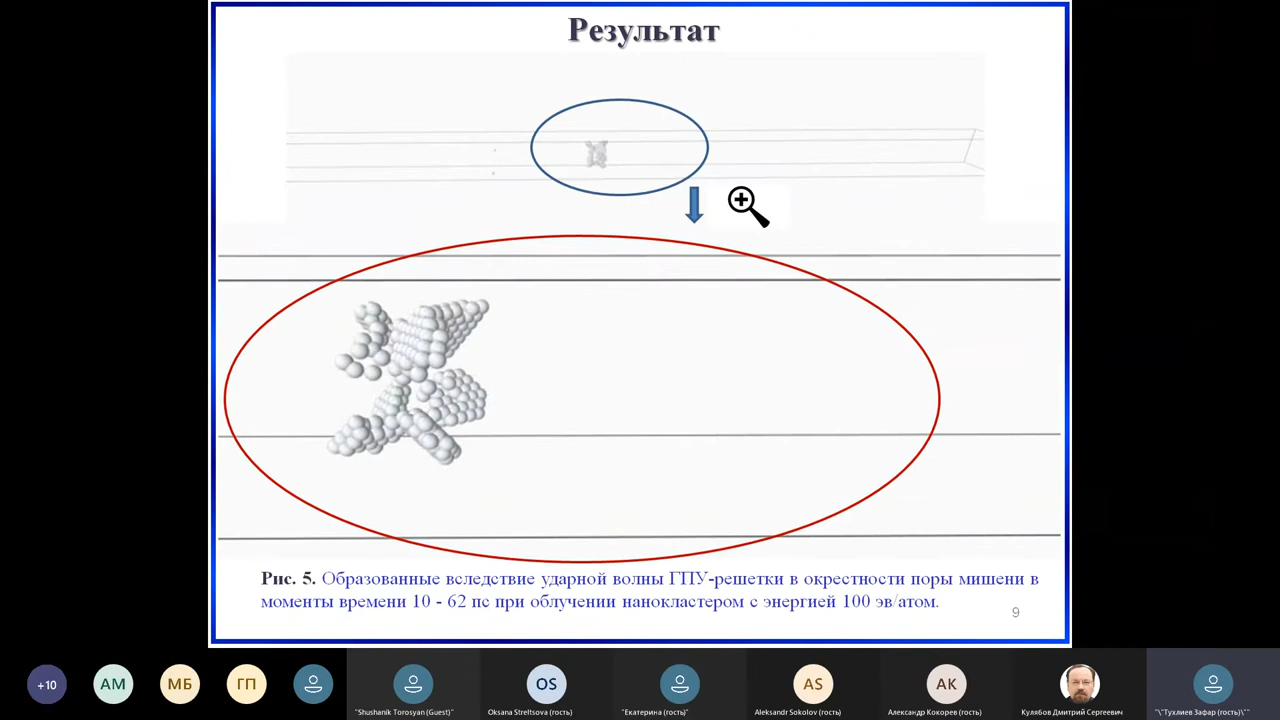 Результат
Рис. 5. Образованные вследствие ударной волны ГПУ-решетки в окрестности поры мишени в
моменты времени 10 - 62 пс при облучении нанокластером с энергией 100 эв/атом.
9
+10
АМ
МБ
ГП
OS
AS
АК
"Shushanik Torosyan (Guest)"
Oksana Streltsova (гость)
"Екатерина (гость)"
Aleksandr Sokolov (гость)
Александр Кокорев (гость)
Кулябов Дмитрий Сергеевич
"\"Тухлиев Зафар (гость)\""